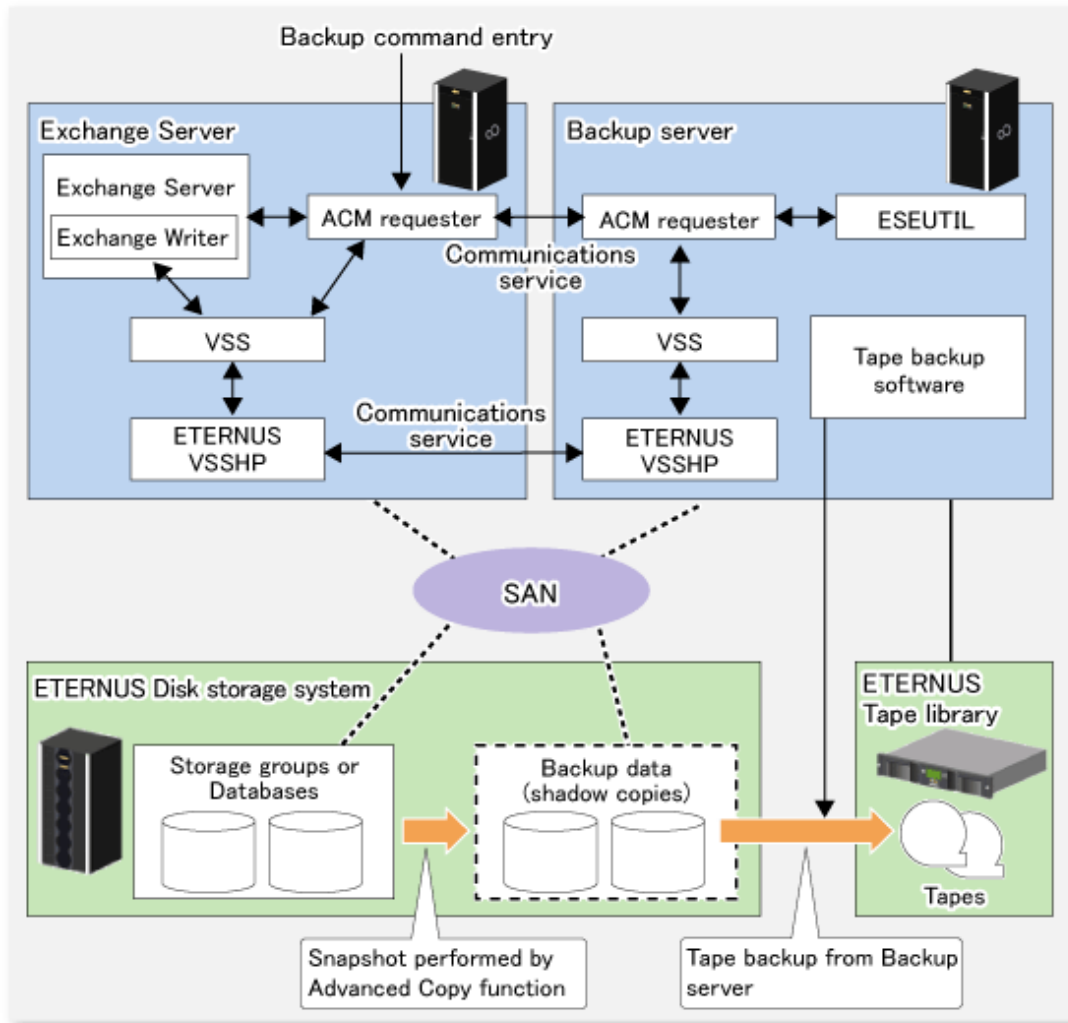 Backup command entry
Exchange Server
Exchange Server
Exchange Writer
ACM requester
VSS
ETERNUS
VSSHP
Communications
service
Communications
service
Backup server
ACM requester
ESEUTIL
VSS
ETERNUS
VSSHP
Tape backup
software
SAN
ETERNUS Disk storage system
Storage groups or
Databases
Backup data
(shadow copies)
ETERNUS
Tape library
Tapes
Snapshot performed by
Advanced Copy function
Tape backup from Backup
server